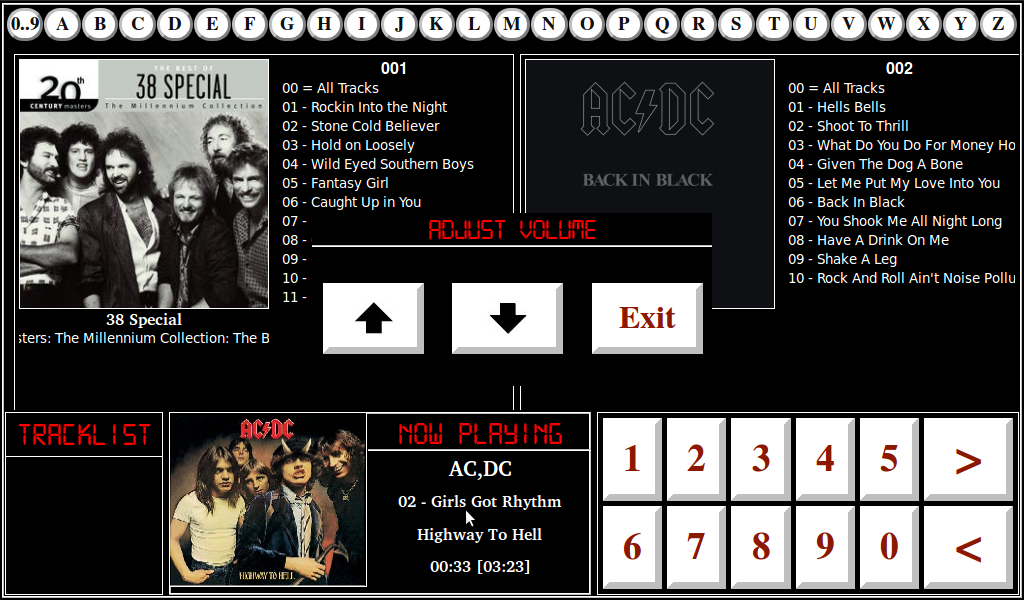 0..9 A B C D E F G H I J K L M N O P Q R S T U V W X Y Z
THE BEST OF
20th
CENTURY masters
38 SPECIAL
The Millennium Collection
38 Special
sters: The Millennium Collection: The B
001
00 = All Tracks
01 - Rockin Into the Night
02 - Stone Cold Believer
03 - Hold on Loosely
04 - Wild Eyed Southern Boys
05 - Fantasy Girl
06 - Caught Up in You
07 -
08 -
09 -
10 -
11 -
AC DC
BACK IN BLACK
002
00 = All Tracks
01 - Hells Bells
02 - Shoot To Thrill
03 - What Do You Do For Money Ho
04 - Given The Dog A Bone
05 - Let Me Put My Love Into You
06 - Back In Black
07 - You Shook Me All Night Long
08 - Have A Drink On Me
09 - Shake A Leg
10 - Rock And Roll Ain't Noise Pollu
ADJUST VOLUME
Exit
TRACKLIST
AC DC
HIGHWAY TO HELL
NOW PLAYING
AC,DC
02 - Girls Got Rhythm
Highway To Hell
00:33 [03:23]
1 2 3 4 5 >
6 7 8 9 0 <